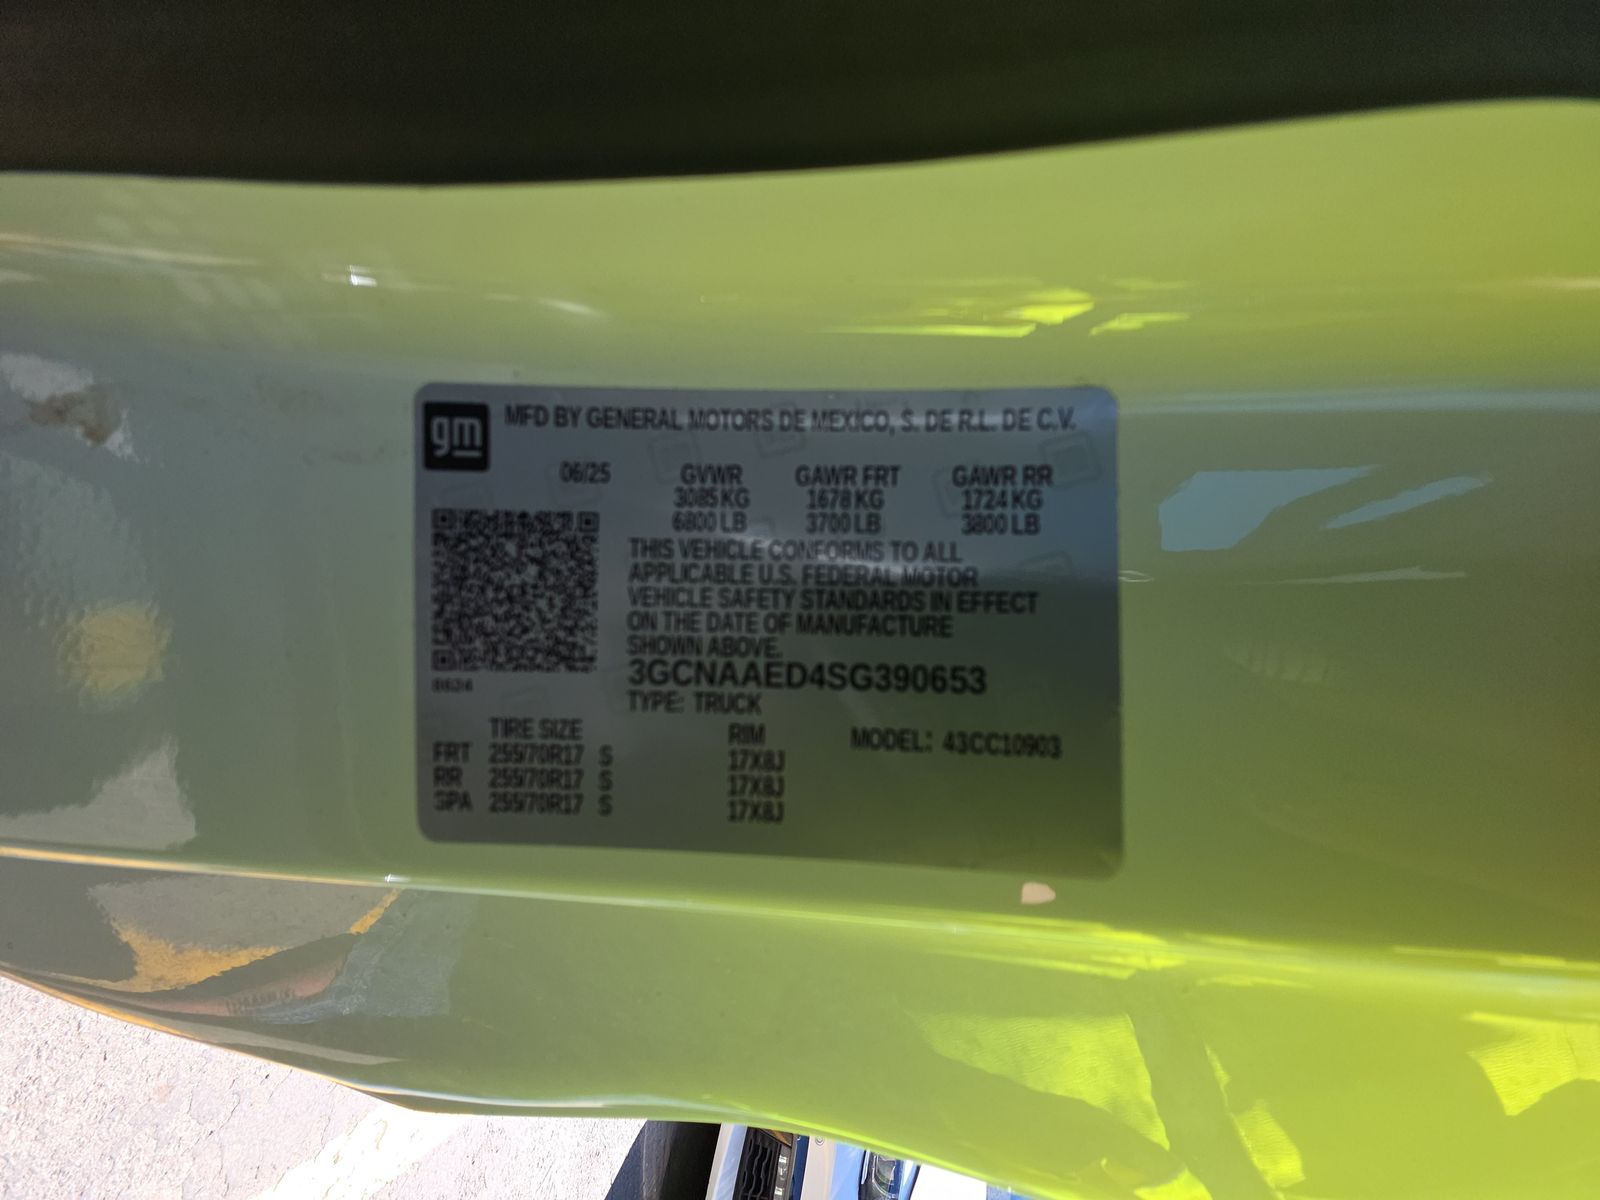 gm
MFD BY GENERAL MOTORS DE MEXICO, S. DE R.L. DE C.V.
06/25 GVWR GAWR FRT GAWR RR
3085 KG 1678 KG 1724 KG
6800 LB 3700 LB 3800 LB
THIS VEHICLE CONFORMS TO ALL
APPLICABLE U.S. FEDERAL MOTOR
VEHICLE SAFETY STANDARDS IN EFFECT
ON THE DATE OF MANUFACTURE
SHOWN ABOVE.
3GCNAAED4SG390653
TYPE: TRUCK
TIRE SIZE RIM MODEL: 43CC10903
FRT 255/70R17 S 17X8J
RR 255/70R17 S 17X8J
SPA 255/70R17 S 17X8J